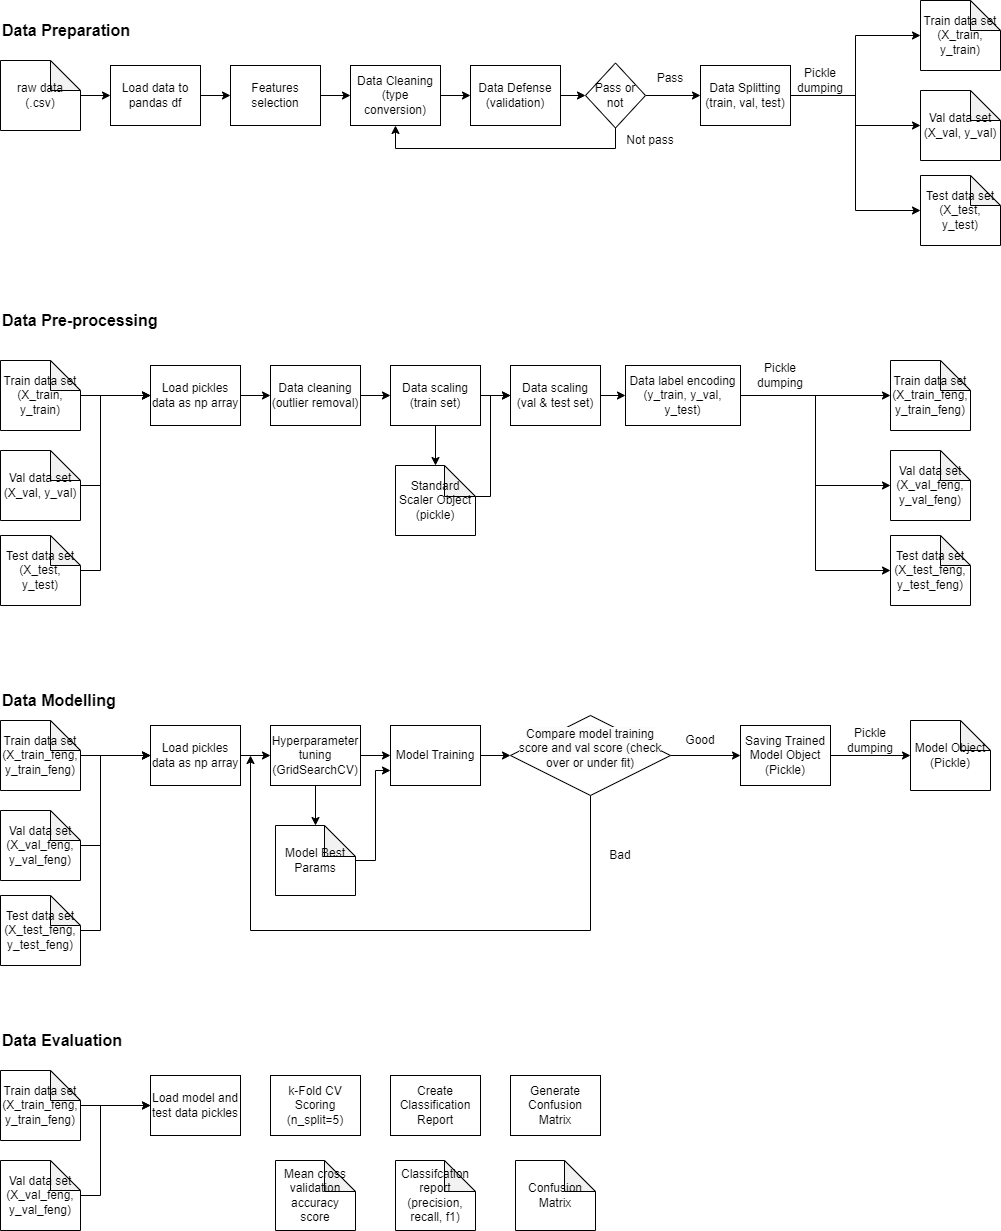 Data Preparation
raw data
(.csv)
Load data to
pandas df
Features
selection
Data Cleaning
(type
conversion)
Data Defense
(validation)
Pass or
not
Pass
Not pass
Data Splitting
(train, val, test)
Pickle
dumping
Train data set
(X_train,
y_train)
Val data set
(X_val, y_val)
Test data set
(X_test,
y_test)
Data Pre-processing
Train data set
(X_train,
y_train)
Val data set
(X_val, y_val)
Test data set
(X_test,
y_test)
Load pickles
data as np array
Data cleaning
(outlier removal)
Data scaling
(train set)
Standard
Scaler Object
(pickle)
Data scaling
(val & test set)
Data label encoding
(y_train, y_val,
y_test)
Pickle
dumping
Train data set
(X_train_feng,
y_train_feng)
Val data set
(X_val_feng,
y_val_feng)
Test data set
(X_test_feng,
y_test_feng)
Data Modelling
Train data set
(X_train_feng,
y_train_feng)
Val data set
(X_val_feng,
y_val_feng)
Test data set
(X_test_feng,
y_test_feng)
Load pickles
data as np array
Hyperparameter
tuning
(GridSearchCV)
Model Best
Params
Model Training
Compare model training
score and val score (check
over or under fit)
Good
Bad
Saving Trained
Model Object
(Pickle)
Pickle
dumping
Model Object
(Pickle)
Data Evaluation
Train data set
(X_train_feng,
y_train_feng)
Val data set
(X_val_feng,
y_val_feng)
Load model and
test data pickles
k-Fold CV
Scoring
(n_split=5)
Create
Classification
Report
Generate
Confusion
Matrix
Mean cross
validation
accuracy
score
Classifcation
report
(precision,
recall, f1)
Confusion
Matrix